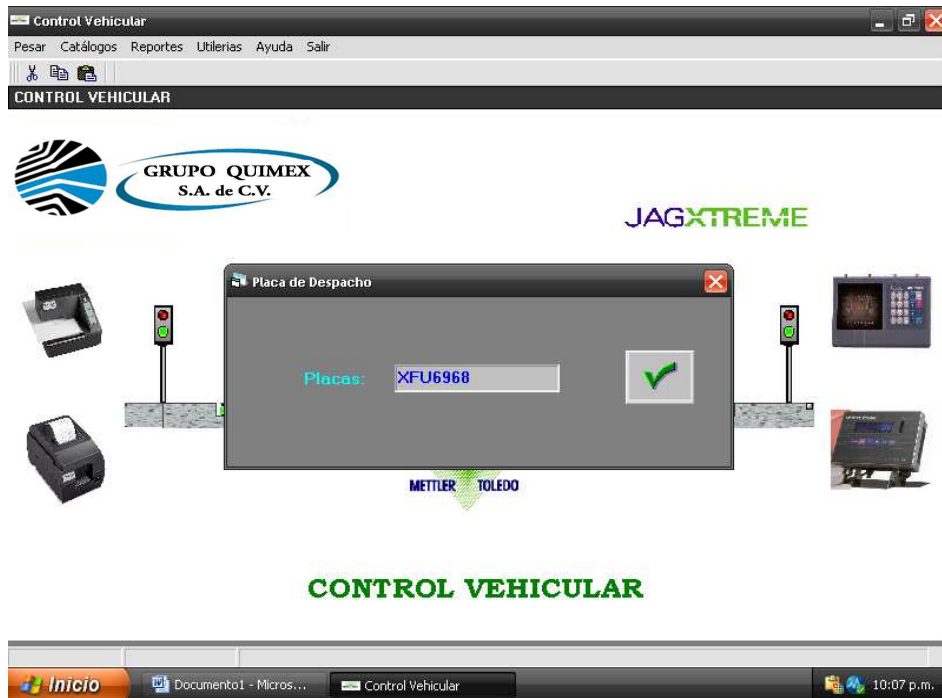 Control Vehicular
Pesar Catálogos Reportes Utilerias Ayuda Salir
CONTROL VEHICULAR
GRUPO QUIMEX
S.A. de C.V.
JAGXTREME
Placa de Despacho
Placas: XFU6968
METTLER TOLEDO
CONTROL VEHICULAR
Inicio Documento1 - Micros... Control Vehicular 10:07 p.m.